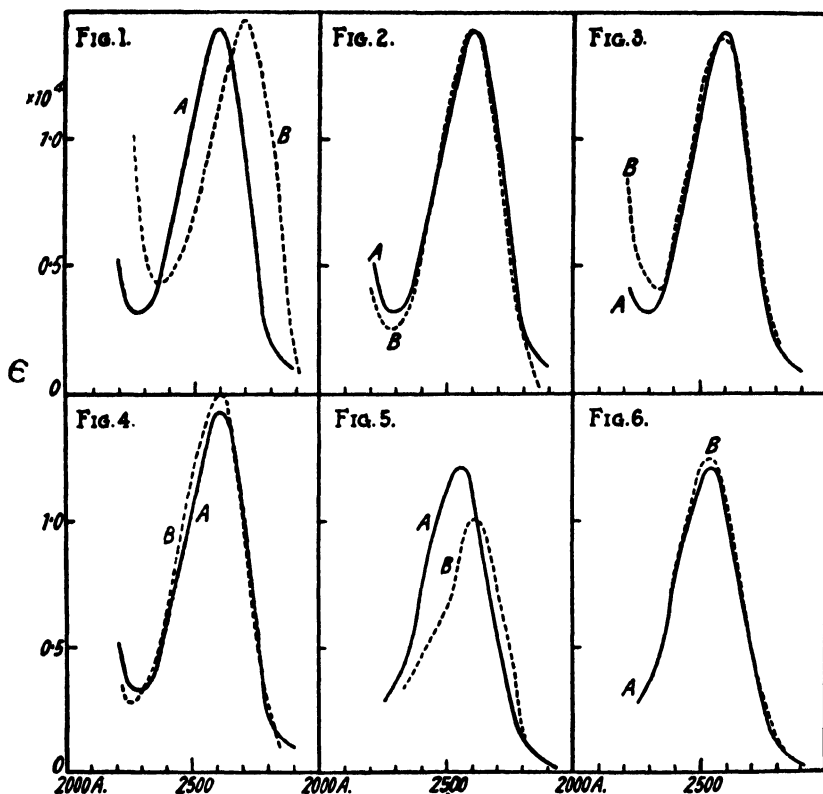 FIG.1. FIG.2. FIG.3.
×10⁴
A B A B B A
1.0
0.5
ϵ
0
FIG.4. FIG.5. FIG.6.
B A A B B A
1.0
0.5
0
2000A. 2500 2000A. 2500 2000A. 2500